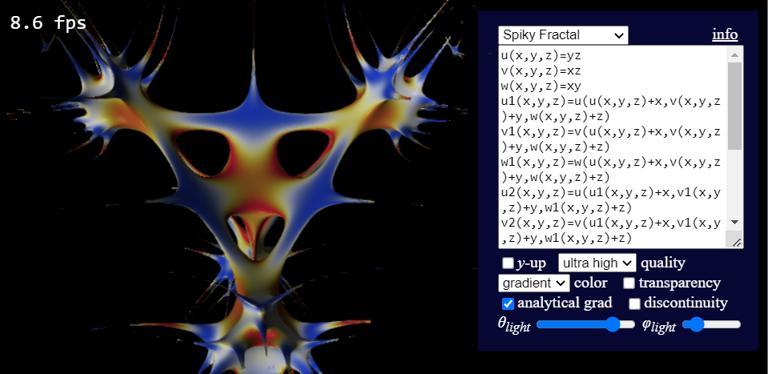 8.6 fps
Spiky Fractal info
u(x,y,z)=yz
v(x,y,z)=xz
w(x,y,z)=xy
u1(x,y,z)=u(u(x,y,z)+x,v(x,y,z
)+y,w(x,y,z)+z)
v1(x,y,z)=v(u(x,y,z)+x,v(x,y,z
)+y,w(x,y,z)+z)
w1(x,y,z)=w(u(x,y,z)+x,v(x,y,z
)+y,w(x,y,z)+z)
u2(x,y,z)=u(u1(x,y,z)+x,v1(x,y
,z)+y,w1(x,y,z)+z)
v2(x,y,z)=v(u1(x,y,z)+x,v1(x,y
,z)+y,w1(x,y,z)+z)
y-up ultra high quality
gradient color transparency
analytical grad discontinuity
θlight φlight